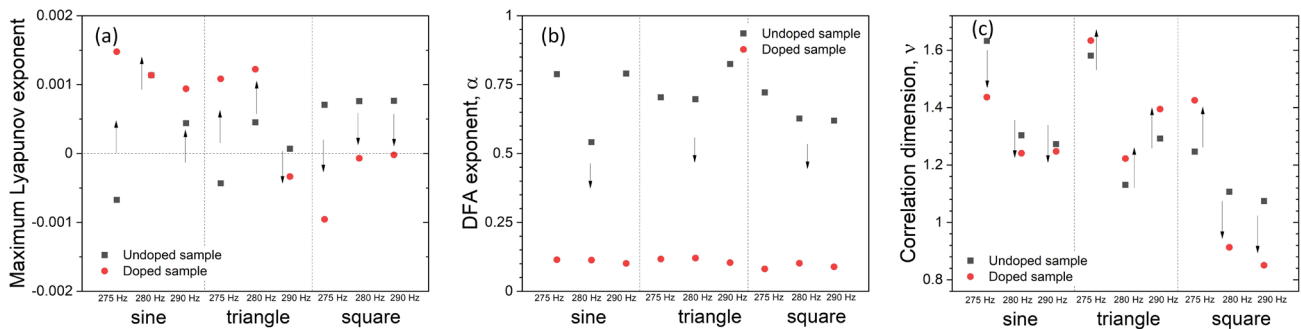 (a)
Maximum Lyapunov exponent
0.002
0.001
0
-0.001
-0.002
Undoped sample
Doped sample
275 Hz 280 Hz 290 Hz 275 Hz 280 Hz 290 Hz 275 Hz 280 Hz 290 Hz
sine triangle square
(b)
DFA exponent, α
1
0.75
0.5
0.25
0
Undoped sample
Doped sample
275 Hz 280 Hz 290 Hz 275 Hz 280 Hz 290 Hz 275 Hz 280 Hz 290 Hz
sine triangle square
(c)
Correlation dimension, ν
1.6
1.4
1.2
1.0
0.8
Undoped sample
Doped sample
275 Hz 280 Hz 290 Hz 275 Hz 280 Hz 290 Hz 275 Hz 280 Hz 290 Hz
sine triangle square